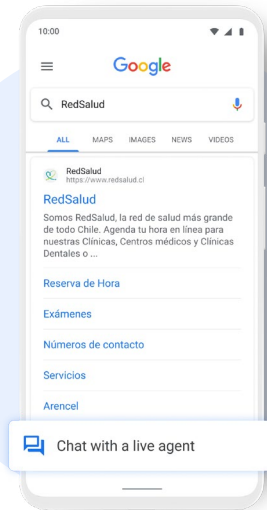 10:00
Google
RedSalud
ALL MAPS IMAGES NEWS VIDEOS
RedSalud
https://www.redsalud.cl
RedSalud
Somos RedSalud, la red de salud más grande
de todo Chile. Agenda tu hora en línea para
nuestras Clínicas, Centros médicos y Clínicas
Dentales o ...
Reserva de Hora
Exámenes
Números de contacto
Servicios
Arencel
Chat with a live agent